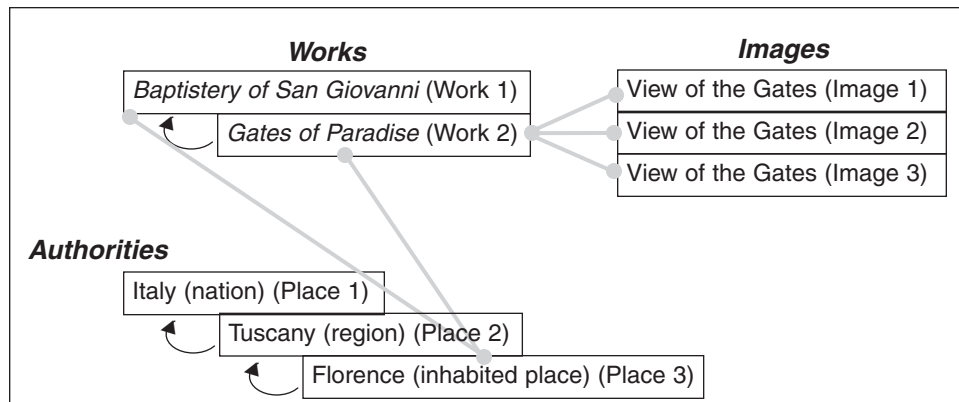 Works
Baptistery of San Giovanni (Work 1)
Gates of Paradise (Work 2)
Images
View of the Gates (Image 1)
View of the Gates (Image 2)
View of the Gates (Image 3)
Authorities
Italy (nation) (Place 1)
Tuscany (region) (Place 2)
Florence (inhabited place) (Place 3)